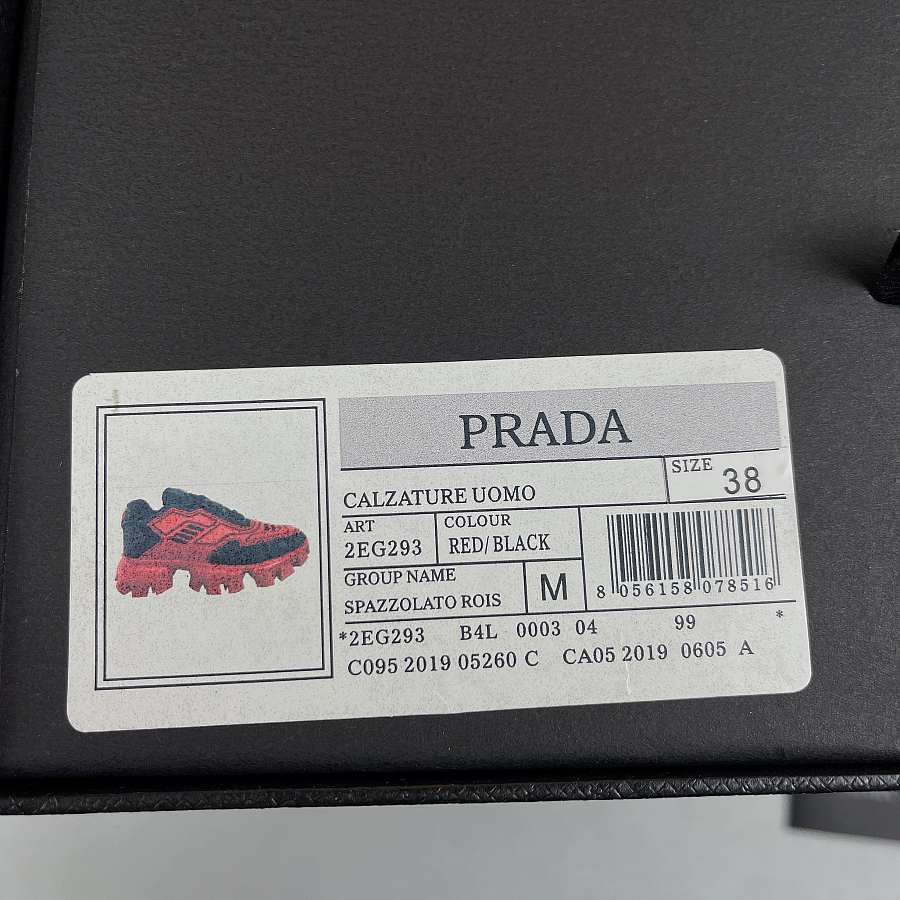 PRADA
CALZATURE UOMO
SIZE 38
ART
2EG293
COLOUR
RED/BLACK
GROUP NAME
SPAZZOLATO ROIS
M
8 056158 078516
*2EG293 B4L 0003 04 99 *
C095 2019 05260 C CA05 2019 0605 A